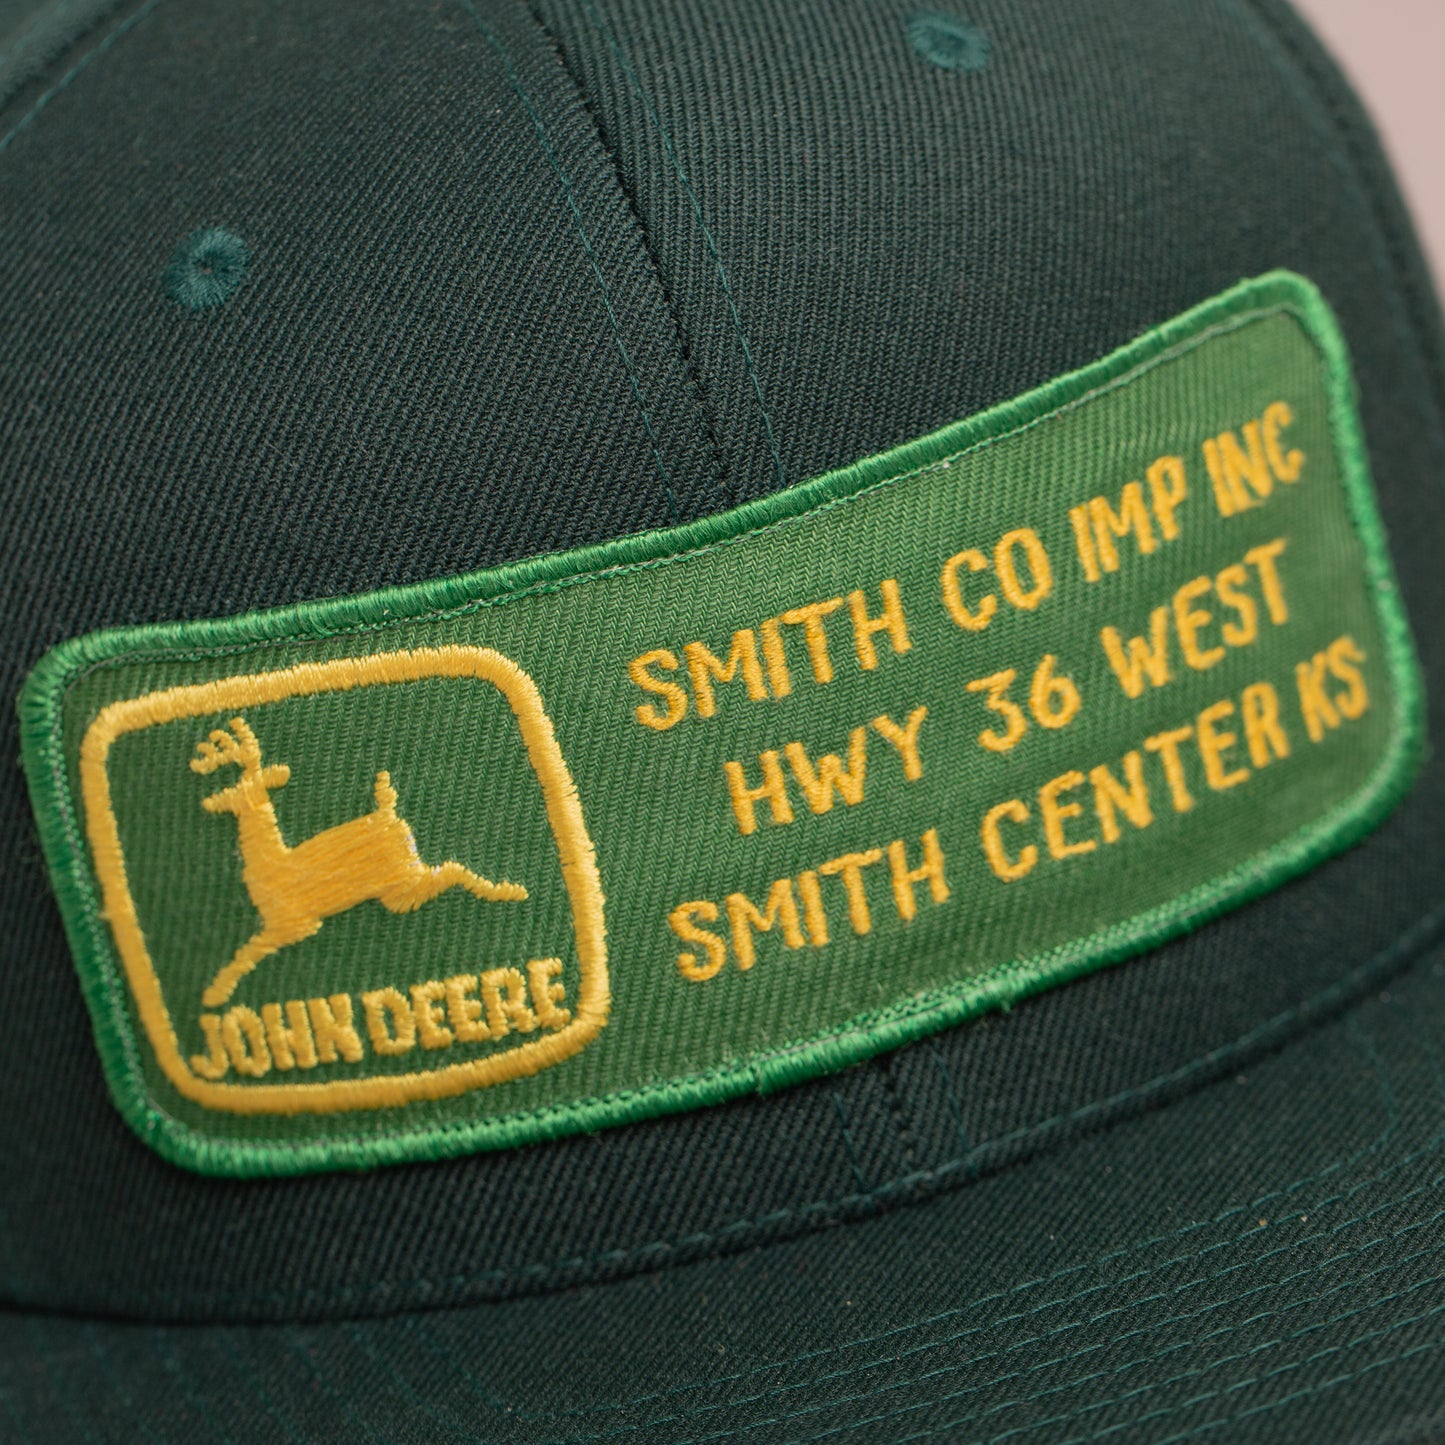 JOHN DEERE
SMITH CO IMP INC
HWY 36 WEST
SMITH CENTER KS